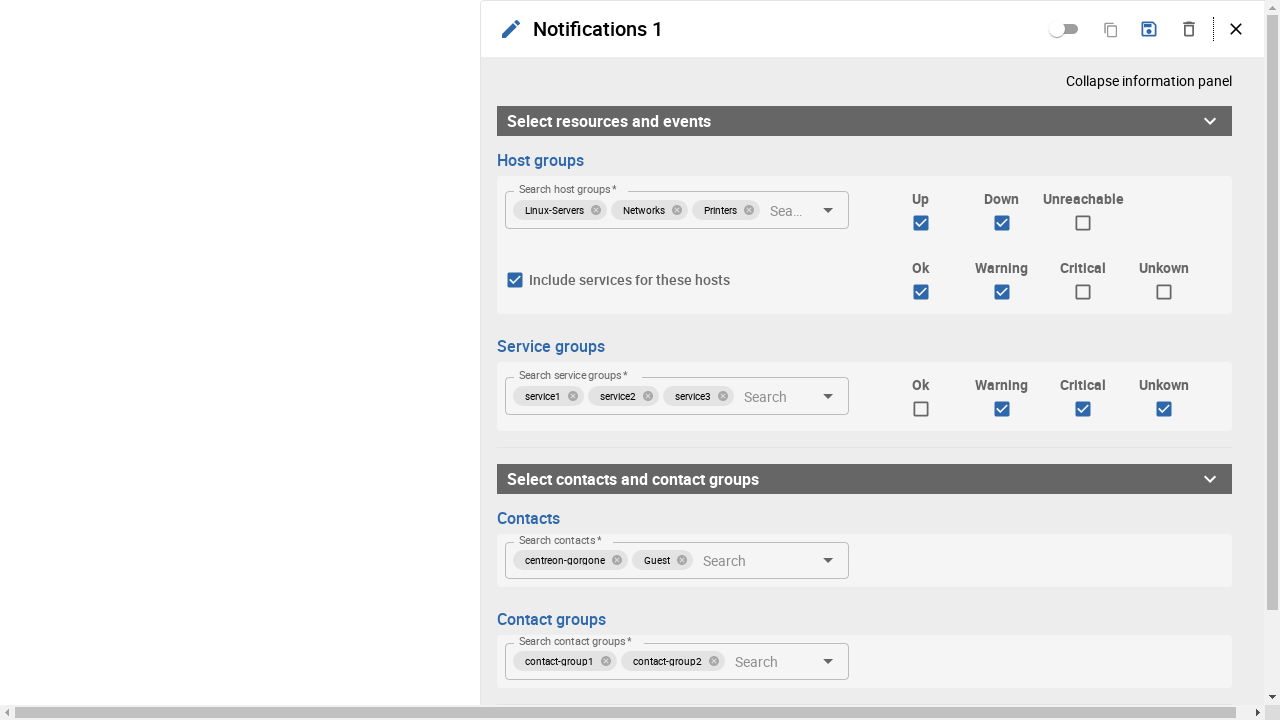 Notifications 1
Collapse information panel
Select resources and events
Host groups
Search host groups *
Linux-Servers Networks Printers Sea...
Up Down Unreachable
Include services for these hosts
Ok Warning Critical Unkown
Service groups
Search service groups *
service1 service2 service3 Search
Ok Warning Critical Unkown
Select contacts and contact groups
Contacts
Search contacts *
centreon-gorgone Guest Search
Contact groups
Search contact groups *
contact-group1 contact-group2 Search